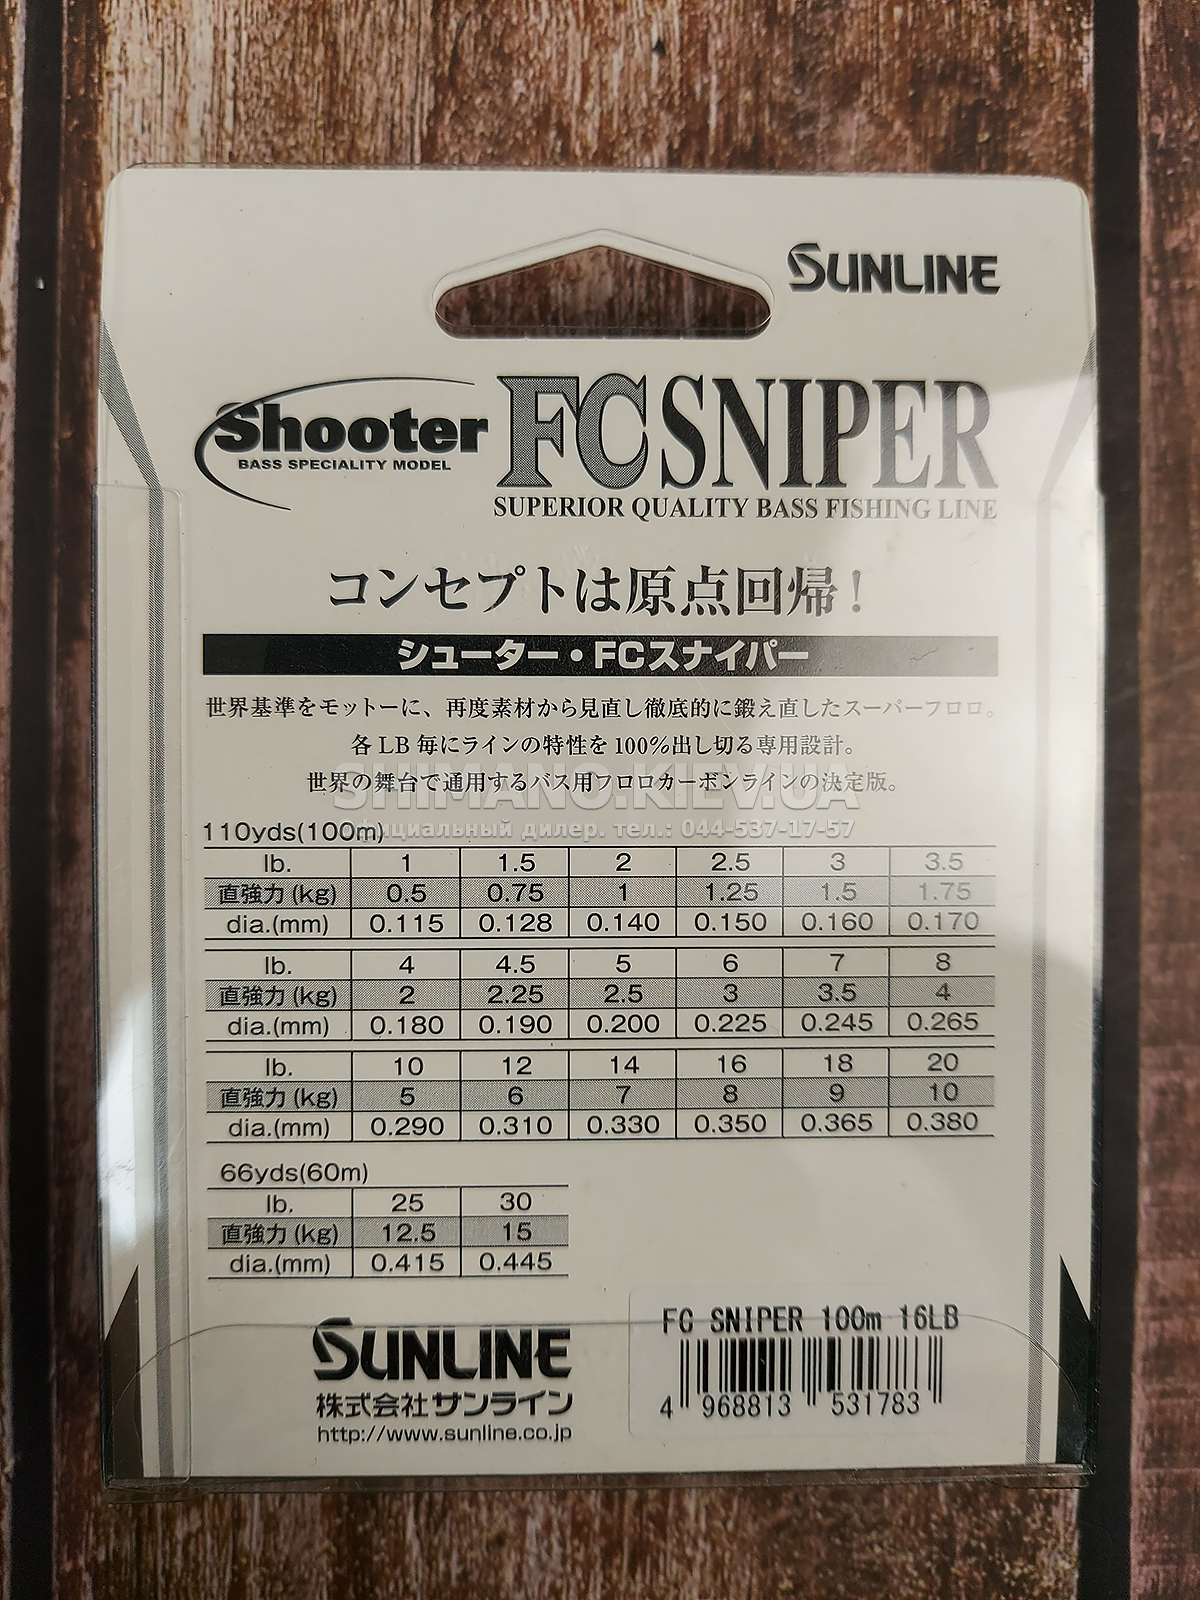 SUNLINE
Shooter
BASS SPECIALITY MODEL
FC SNIPER
SUPERIOR QUALITY BASS FISHING LINE
コンセプトは原点回帰!
シューター・FCスナイパー
世界基準をモットーに、再度素材から見直し徹底的に鍛え直したスーパーフロロ。
各LB毎にラインの特性を100%出し切る専用設計。
世界の舞台で通用するバス用フロロカーボンラインの決定版。
SHIMANO.KIEV.UA
официальный дилер. тел.: 044-537-17-57
110yds(100m)
lb. 1 1.5 2 2.5 3 3.5
直強力(kg) 0.5 0.75 1 1.25 1.5 1.75
dia.(mm) 0.115 0.128 0.140 0.150 0.160 0.170
lb. 4 4.5 5 6 7 8
直強力(kg) 2 2.25 2.5 3 3.5 4
dia.(mm) 0.180 0.190 0.200 0.225 0.245 0.265
lb. 10 12 14 16 18 20
直強力(kg) 5 6 7 8 9 10
dia.(mm) 0.290 0.310 0.330 0.350 0.365 0.380
66yds(60m)
lb. 25 30
直強力(kg) 12.5 15
dia.(mm) 0.415 0.445
SUNLINE
株式会社サンライン
http://www.sunline.co.jp
FC SNIPER 100m 16LB
4 968813 531783